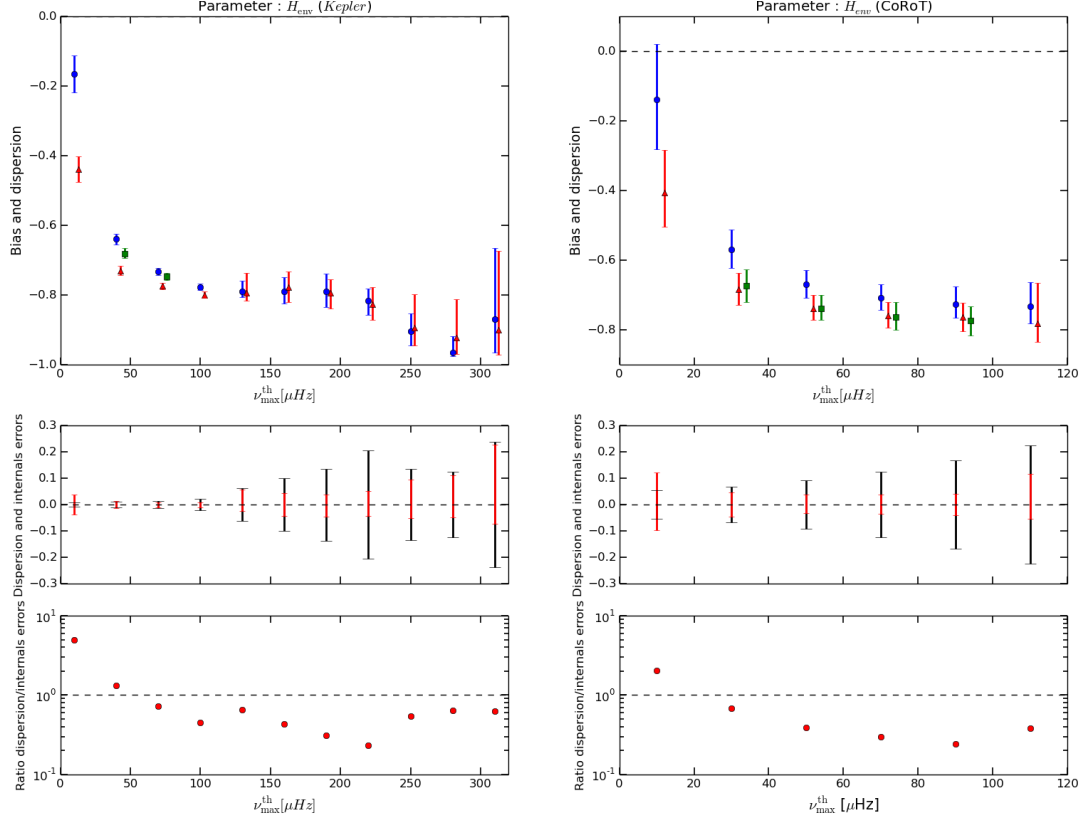 Parameter : H_env (Kepler)
Bias and dispersion
0.0
−0.2
−0.4
−0.6
−0.8
−1.0
0 50 100 150 200 250 300
ν_max^th [μHz]
Dispersion and internals errors
0.3
0.2
0.1
0.0
−0.1
−0.2
−0.3
Ratio dispersion/internals errors
10^1
10^0
10^-1
0 50 100 150 200 250 300
ν_max^th [μHz]
Parameter : H_env (CoRoT)
Bias and dispersion
0.0
−0.2
−0.4
−0.6
−0.8
0 20 40 60 80 100 120
ν_max^th [μHz]
Dispersion and internals errors
0.3
0.2
0.1
0.0
−0.1
−0.2
−0.3
Ratio dispersion/internals errors
10^1
10^0
10^-1
0 20 40 60 80 100 120
ν_max^th [μHz]